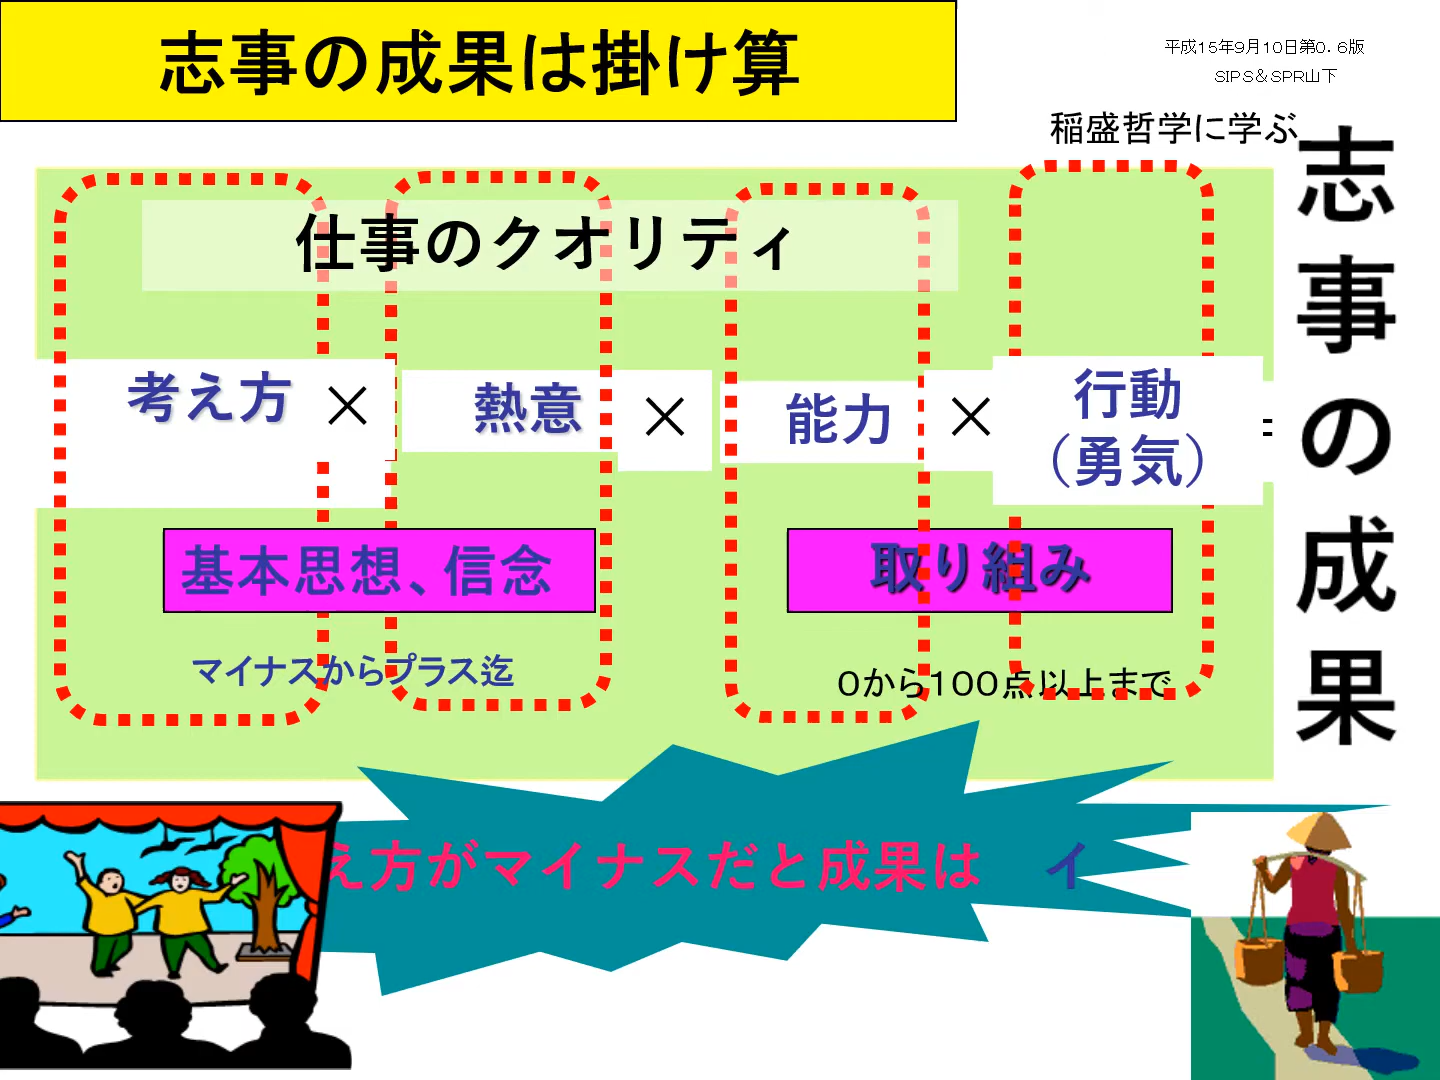 志事の成果は掛け算
平成15年9月10日第0.6版
SIPS&SPR山下
稲盛哲学に学ぶ
仕事のクオリティ
考え方 × 熱意 × 能力 × 行動
(勇気)
=
志事の成果
基本思想、信念
取り組み
マイナスからプラス迄
0から100点以上まで
え方がマイナスだと成果は イ